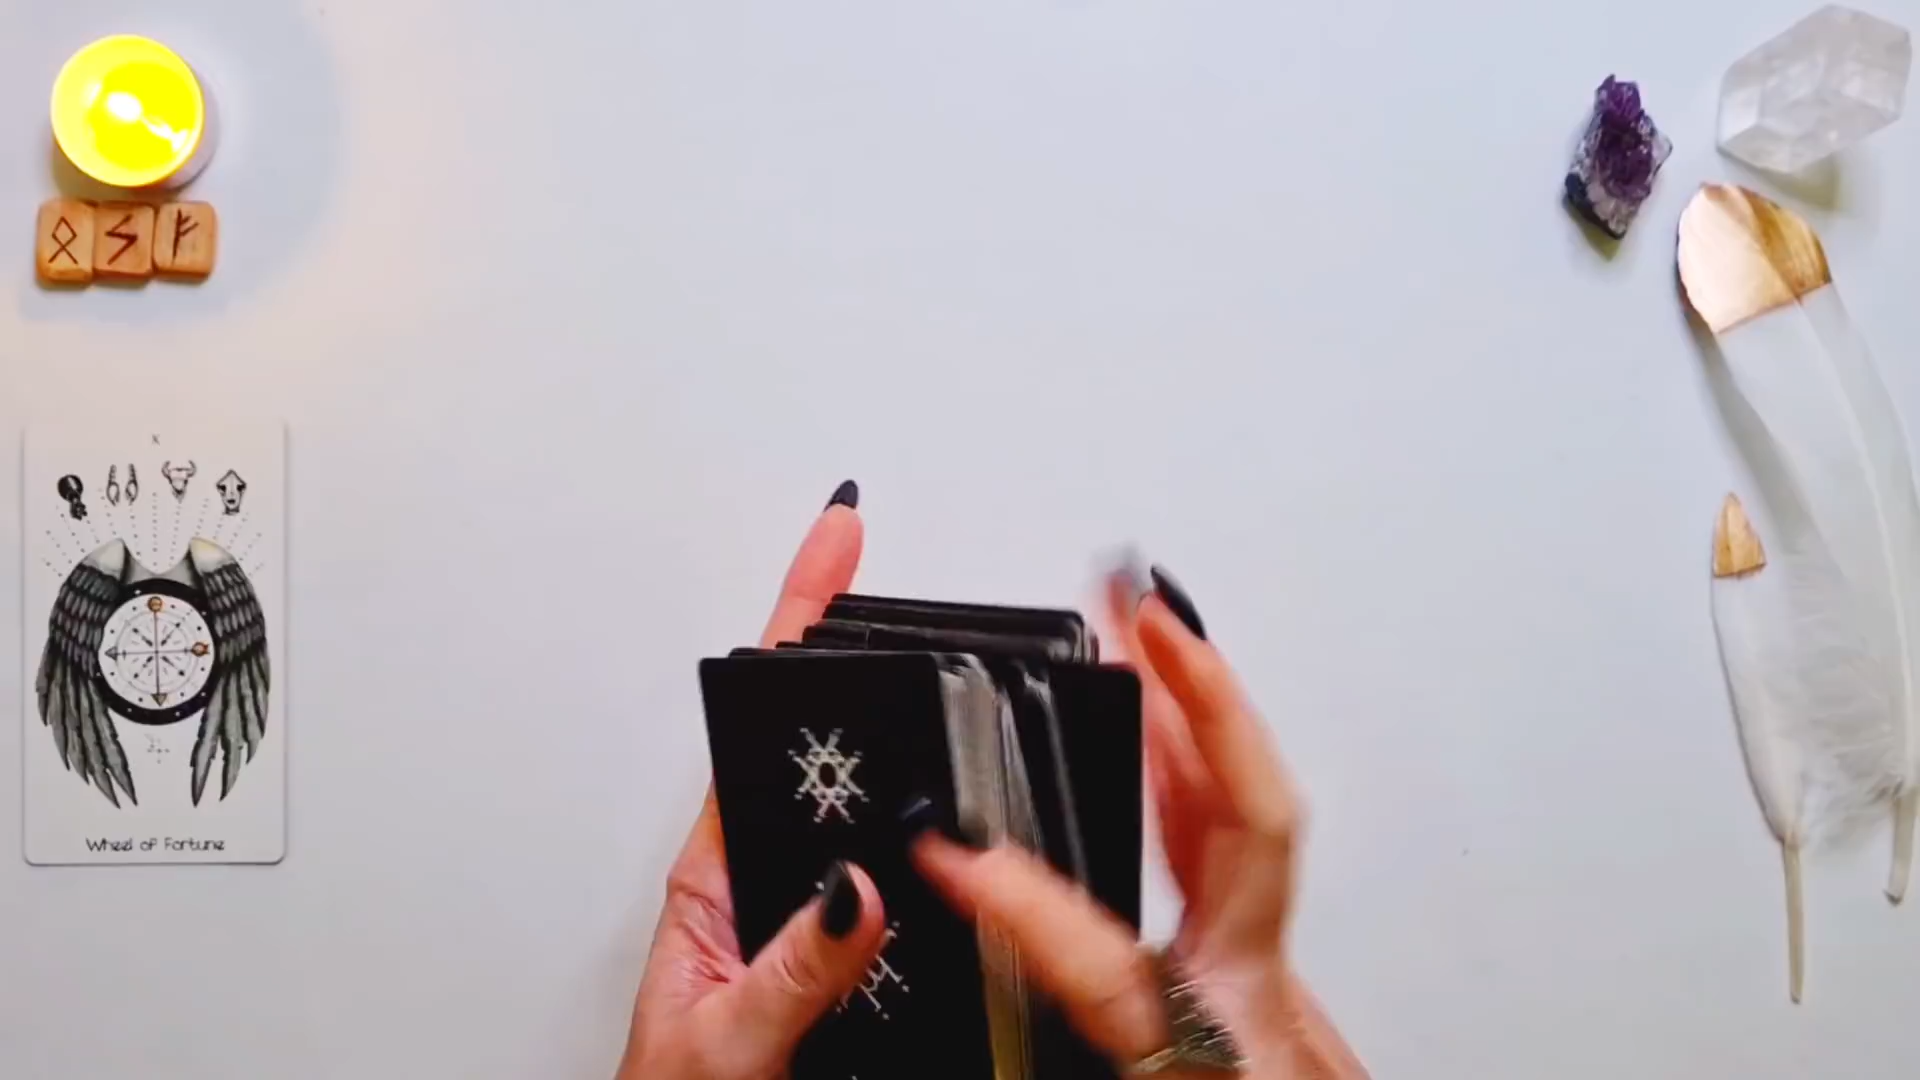 ᛟ ᛋ ᚠ
X
Wheel of Fortune